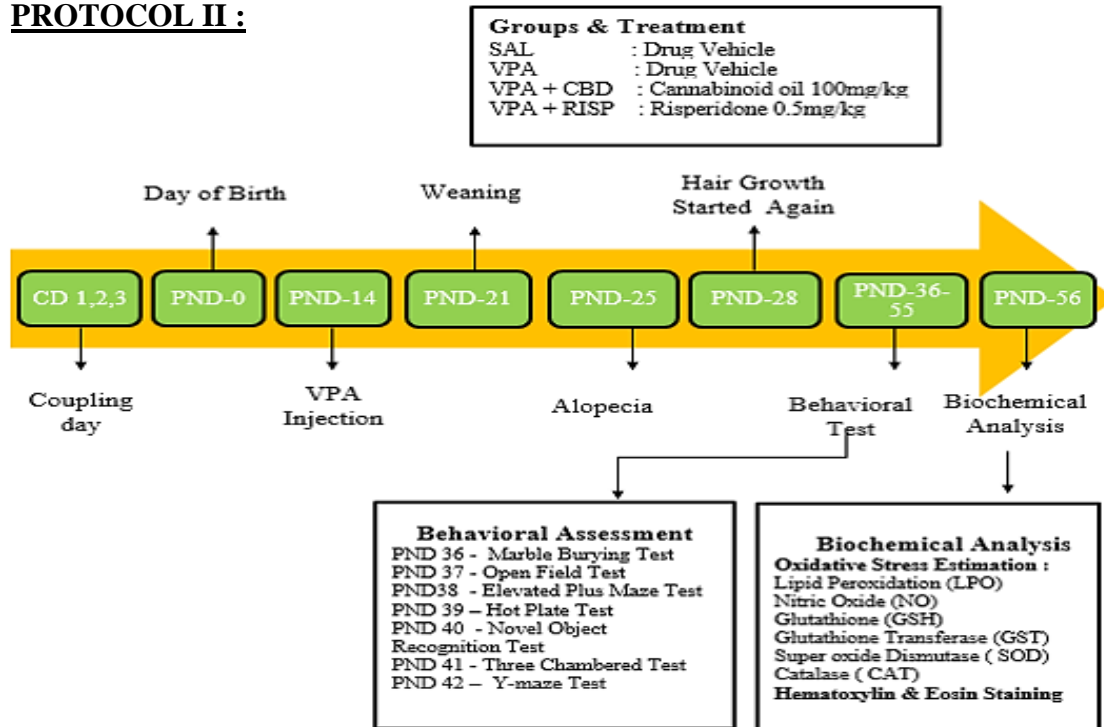 PROTOCOL II :
Groups & Treatment
SAL : Drug Vehicle
VPA : Drug Vehicle
VPA + CBD : Cannabinoid oil 100mg/kg
VPA + RISP : Risperidone 0.5mg/kg
Day of Birth
Weaning
Hair Growth
Started Again
CD 1,2,3
PND-0
PND-14
PND-21
PND-25
PND-28
PND-36-
55
PND-56
Coupling
day
VPA
Injection
Alopecia
Behavioral
Test
Biochemical
Analysis
Behavioral Assessment
PND 36 - Marble Burying Test
PND 37 - Open Field Test
PND38 - Elevated Plus Maze Test
PND 39 – Hot Plate Test
PND 40 - Novel Object
Recognition Test
PND 41 - Three Chambered Test
PND 42 – Y-maze Test
Biochemical Analysis
Oxidative Stress Estimation :
Lipid Peroxidation (LPO)
Nitric Oxide (NO)
Glutathione (GSH)
Glutathione Transferase (GST)
Super oxide Dismutase ( SOD)
Catalase ( CAT)
Hematoxylin & Eosin Staining